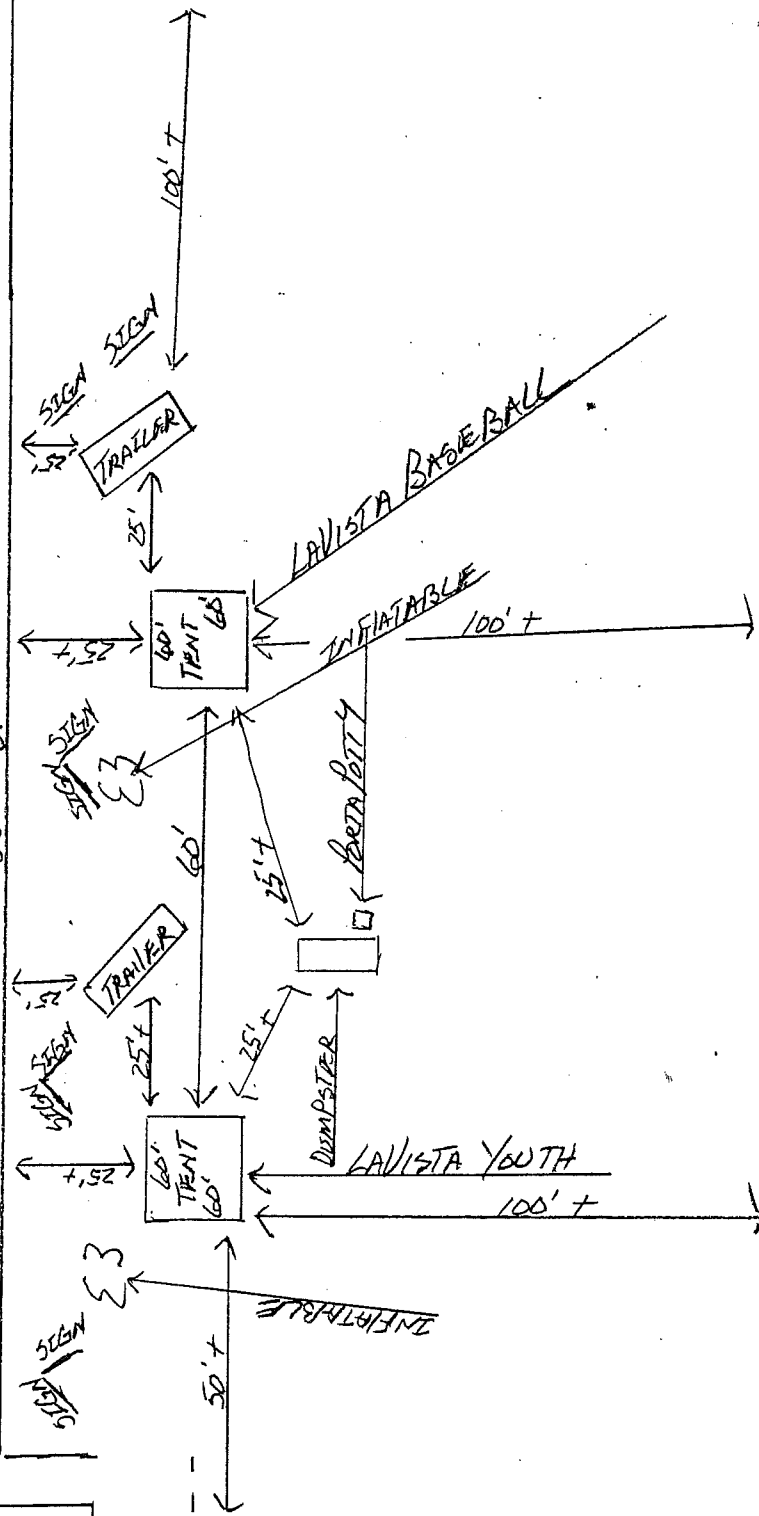 100' +
SIGN SIGN
25'
TRAILER
25'
LAVISTA BASEBALL
25'+
60'
TENT
60'
INFLATABLE
100' +
SIGN SIGN
60'
25'+
PORTA POTTY
25'
TRAILER
25'+
25'+
DUMPSTER
SIGN SIGN
25'+
60'
TENT
60'
LAVISTA YOUTH
100' +
INFLATABLE
SIGN SIGN
50' +